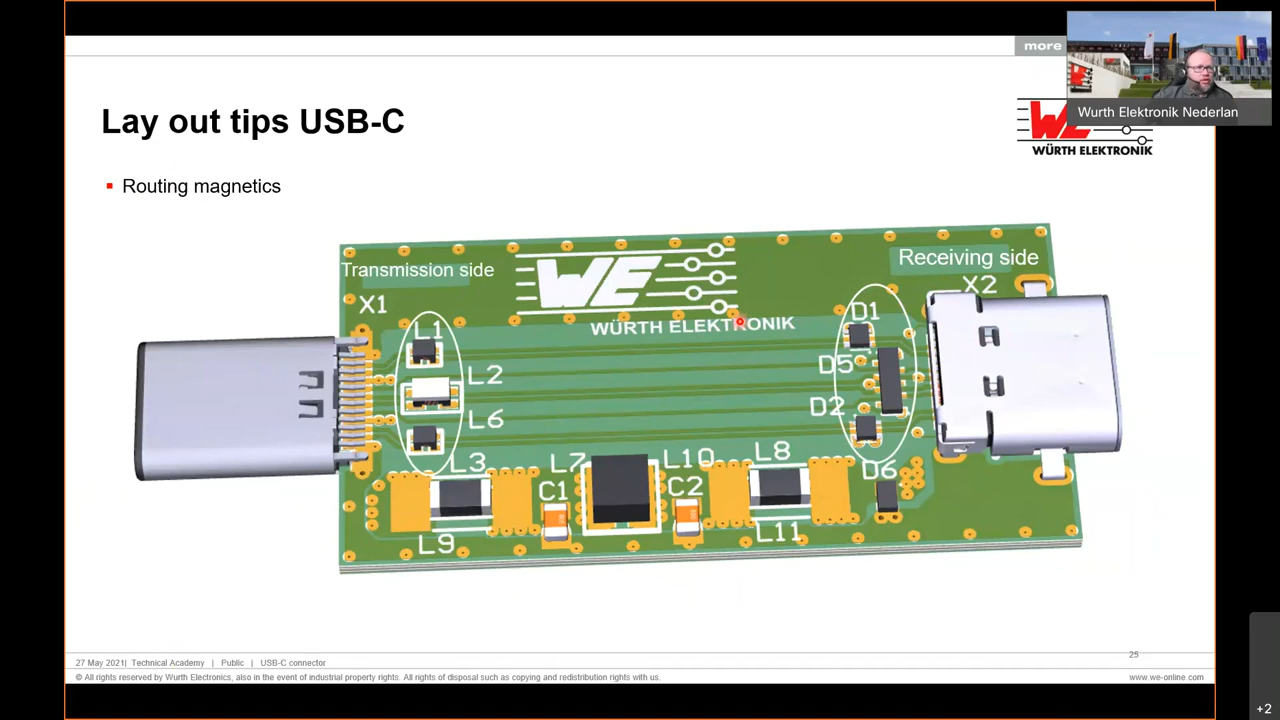 more
Wurth Elektronik Nederlan
Lay out tips USB-C
WE
WÜRTH ELEKTRONIK
Routing magnetics
Transmission side
Receiving side
WE
WÜRTH ELEKTRONIK
X1
X2
L1
D1
L2
D5
L6
D2
L3
L7
L10
L8
D6
C1
C2
L9
L11
25
27 May 2021| Technical Academy | Public | USB-C connector
© All rights reserved by Wurth Electronics, also in the event of industrial property rights. All rights of disposal such as copying and redistribution rights with us.
www.we-online.com
+2